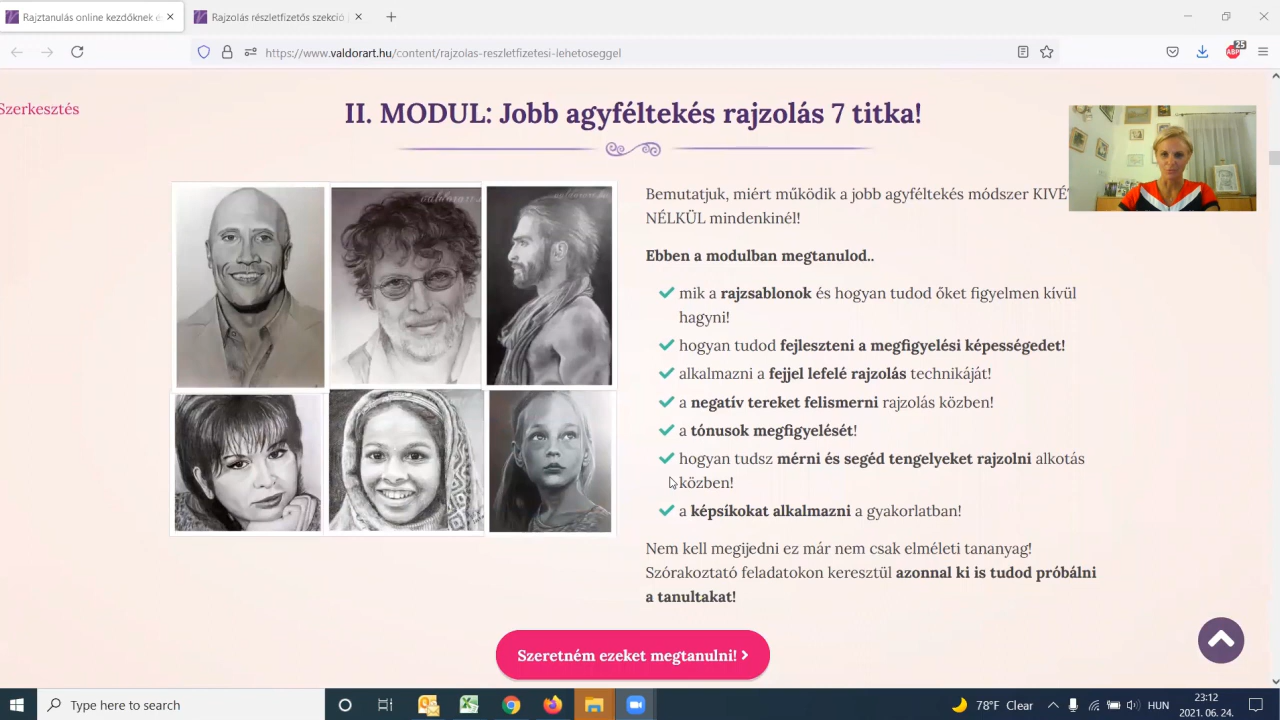 Rajztanulás online kezdőknek é
Rajzolás részletfizetős szekció
https://www.valdorart.hu/content/rajzolas-reszletfizetesi-lehetoseggel
25
ABP
Szerkesztés
II. MODUL: Jobb agyféltekés rajzolás 7 titka!
valdorart.hu
Bemutatjuk, miért működik a jobb agyféltekés módszer
NÉLKÜL mindenkinél!
Ebben a modulban megtanulod..
mik a rajzsablonok és hogyan tudod őket figyelmen kívül
hagyni!
hogyan tudod fejleszteni a megfigyelési képességedet!
alkalmazni a fejjel lefelé rajzolás technikáját!
a negatív tereket felismerni rajzolás közben!
a tónusok megfigyelését!
hogyan tudsz mérni és segéd tengelyeket rajzolni alkotás
közben!
a képsíkokat alkalmazni a gyakorlatban!
Nem kell megijedni ez már nem csak elméleti tananyag!
Szórakoztató feladatokon keresztül azonnal ki is tudod próbálni
a tanultakat!
Szeretném ezeket megtanulni!
Type here to search
78°F Clear
HUN
23:12
2021. 06. 24.